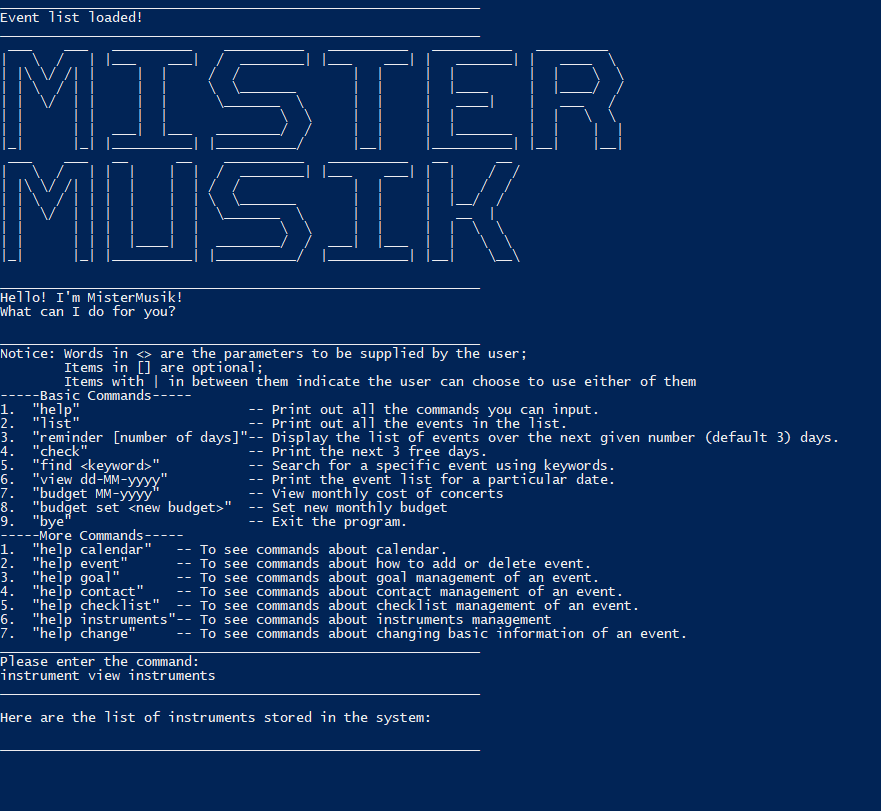 Event list loaded!
MISTER
MUSIK
Hello! I'm MisterMusik!
What can I do for you?
Notice: Words in <> are the parameters to be supplied by the user;
Items in [] are optional;
Items with | in between them indicate the user can choose to use either of them
-----Basic Commands-----
1. "help" -- Print out all the commands you can input.
2. "list" -- Print out all the events in the list.
3. "reminder [number of days]"-- Display the list of events over the next given number (default 3) days.
4. "check" -- Print the next 3 free days.
5. "find <keyword>" -- Search for a specific event using keywords.
6. "view dd-MM-yyyy" -- Print the event list for a particular date.
7. "budget MM-yyyy" -- View monthly cost of concerts
8. "budget set <new budget>" -- Set new monthly budget
9. "bye" -- Exit the program.
-----More Commands-----
1. "help calendar" -- To see commands about calendar.
2. "help event" -- To see commands about how to add or delete event.
3. "help goal" -- To see commands about goal management of an event.
4. "help contact" -- To see commands about contact management of an event.
5. "help checklist" -- To see commands about checklist management of an event.
6. "help instruments"-- To see commands about instruments management
7. "help change" -- To see commands about changing basic information of an event.
Please enter the command:
instrument view instruments
Here are the list of instruments stored in the system: